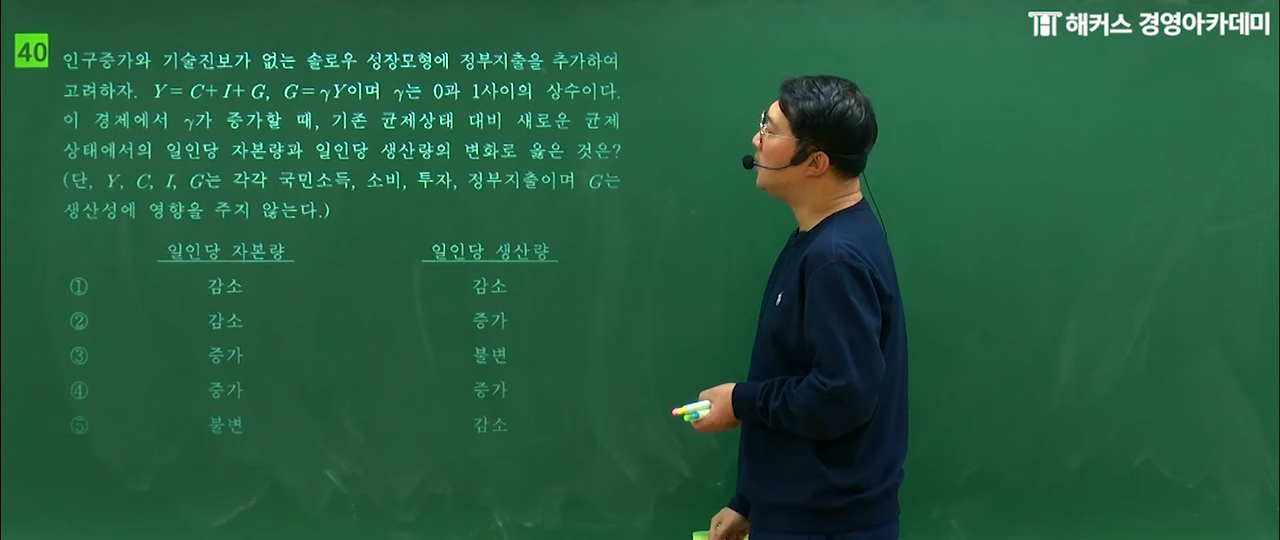 해커스 경영아카데미
40
인구증가와 기술진보가 없는 솔로우 성장모형에 정부지출을 추가하여
고려하자. Y = C + I + G, G = γY이며 γ는 0과 1사이의 상수이다.
이 경제에서 γ가 증가할 때, 기존 균제상태 대비 새로운 균제
상태에서의 일인당 자본량과 일인당 생산량의 변화로 옳은 것은?
(단, Y, C, I, G는 각각 국민소득, 소비, 투자, 정부지출이며 G는
생산성에 영향을 주지 않는다.)
일인당 자본량 일인당 생산량
① 감소 감소
② 감소 증가
③ 증가 불변
④ 증가 증가
⑤ 불변 감소